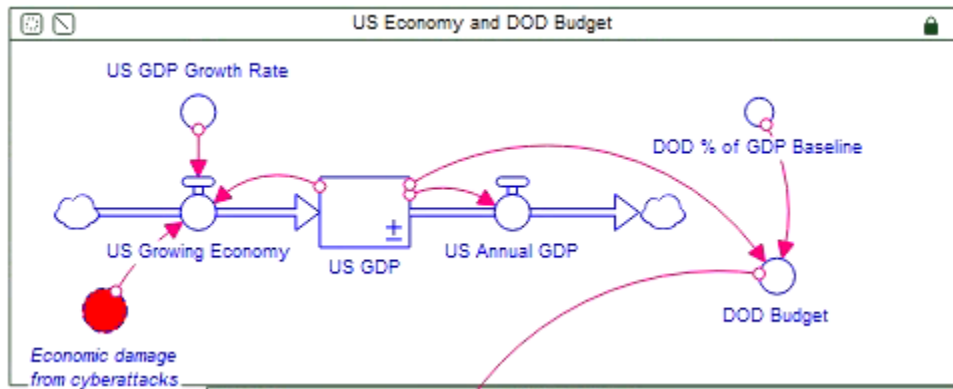 US Economy and DOD Budget
US GDP Growth Rate
DOD % of GDP Baseline
US Growing Economy
US GDP
US Annual GDP
DOD Budget
Economic damage
from cyberattacks